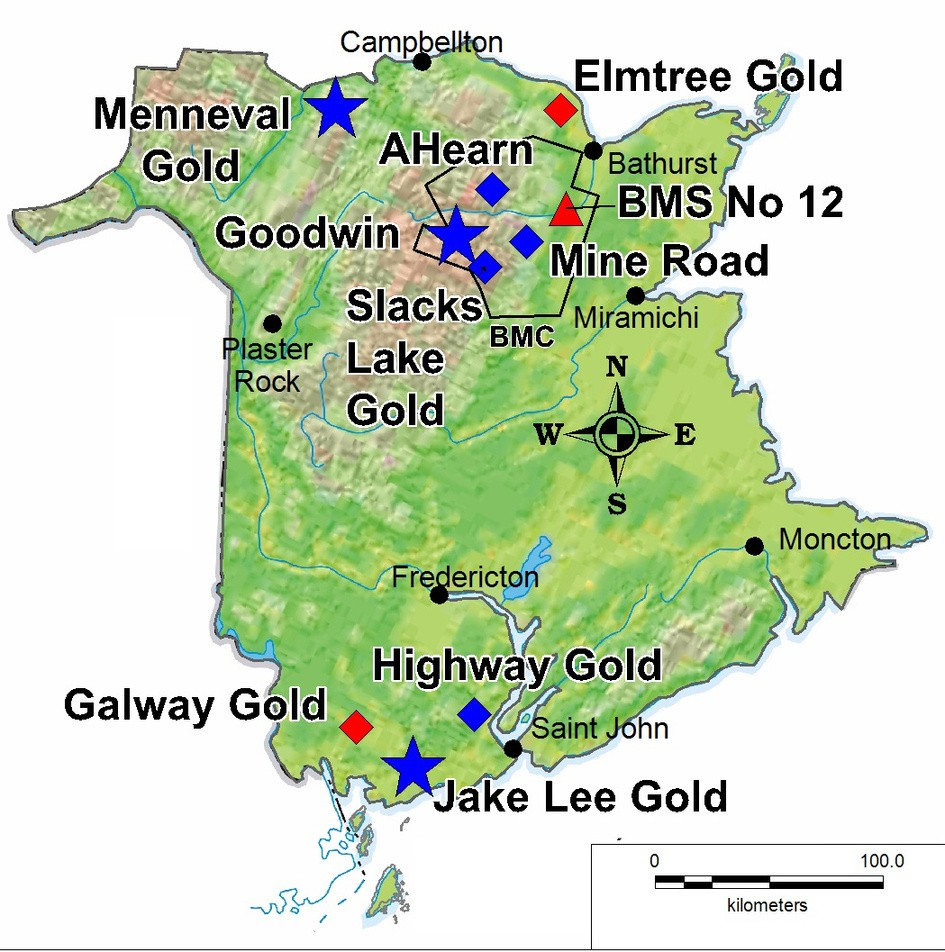 Campbellton
Elmtree Gold
Menneval
Gold
AHearn
Bathurst
BMS No 12
Goodwin
Mine Road
Slacks
Lake
Gold
BMC
Miramichi
Plaster
Rock
N
W
E
S
Moncton
Fredericton
Highway Gold
Galway Gold
Saint John
Jake Lee Gold
0
100.0
kilometers